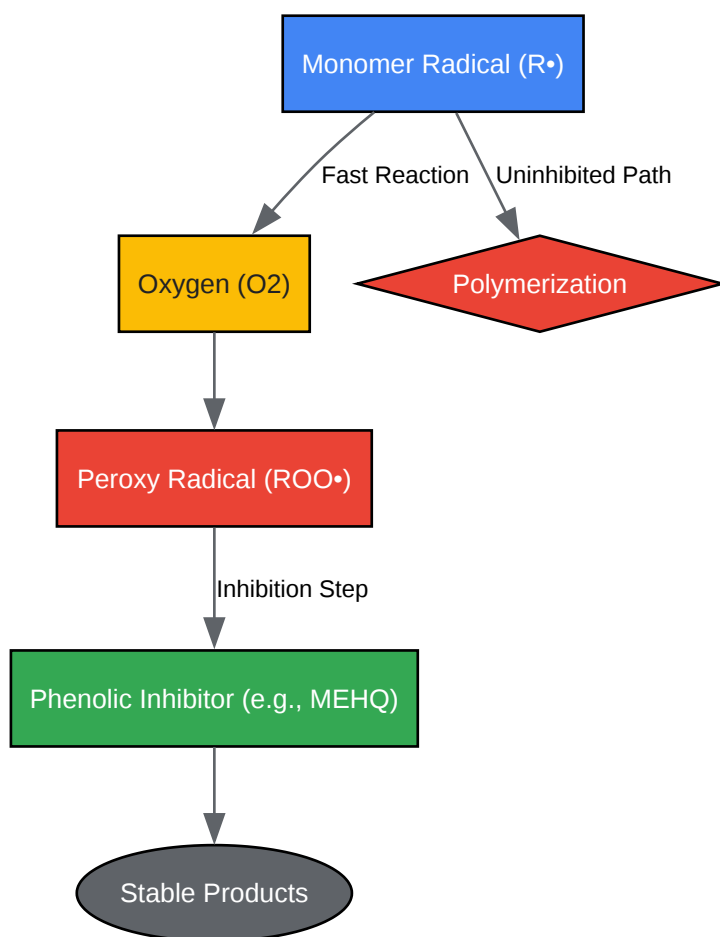 Monomer Radical (R•)
Fast Reaction
Uninhibited Path
Oxygen (O2)
Polymerization
Peroxy Radical (ROO•)
Inhibition Step
Phenolic Inhibitor (e.g., MEHQ)
Stable Products